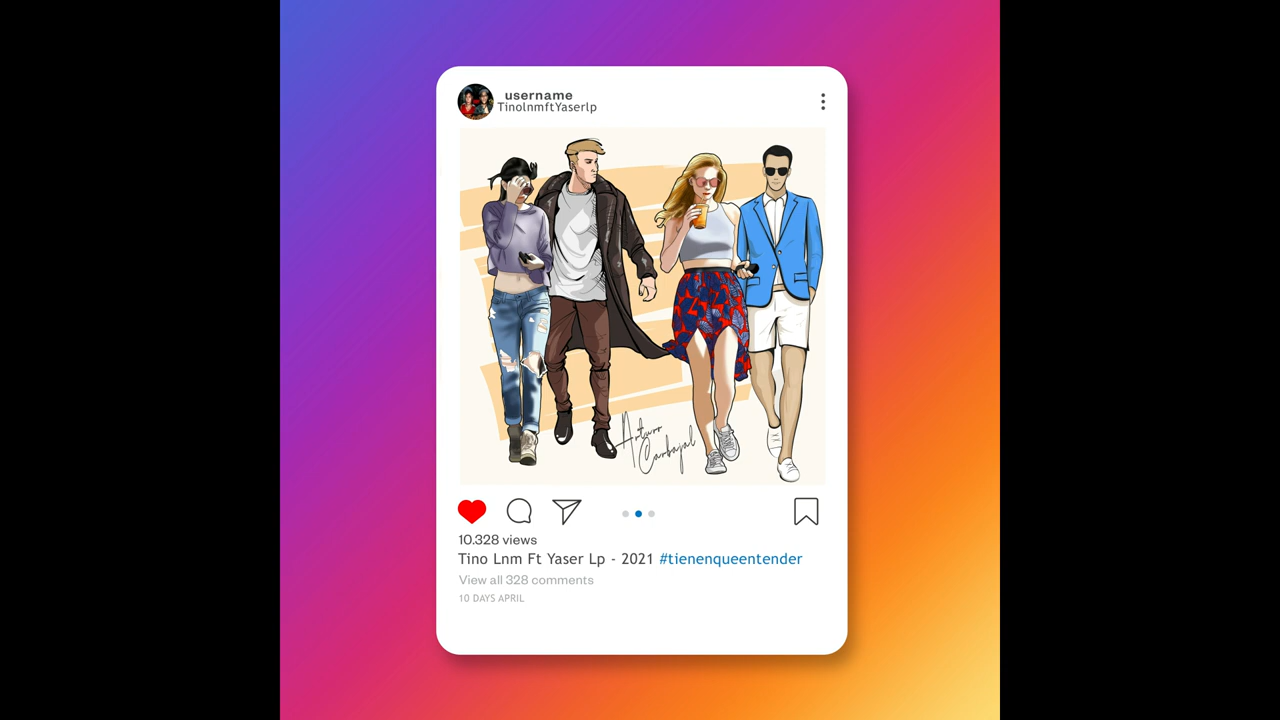 username
TinolnmftYaserlp
Arturo
Carbajal
10.328 views
Tino Lnm Ft Yaser Lp - 2021 #tienenqueentender
View all 328 comments
10 DAYS APRIL